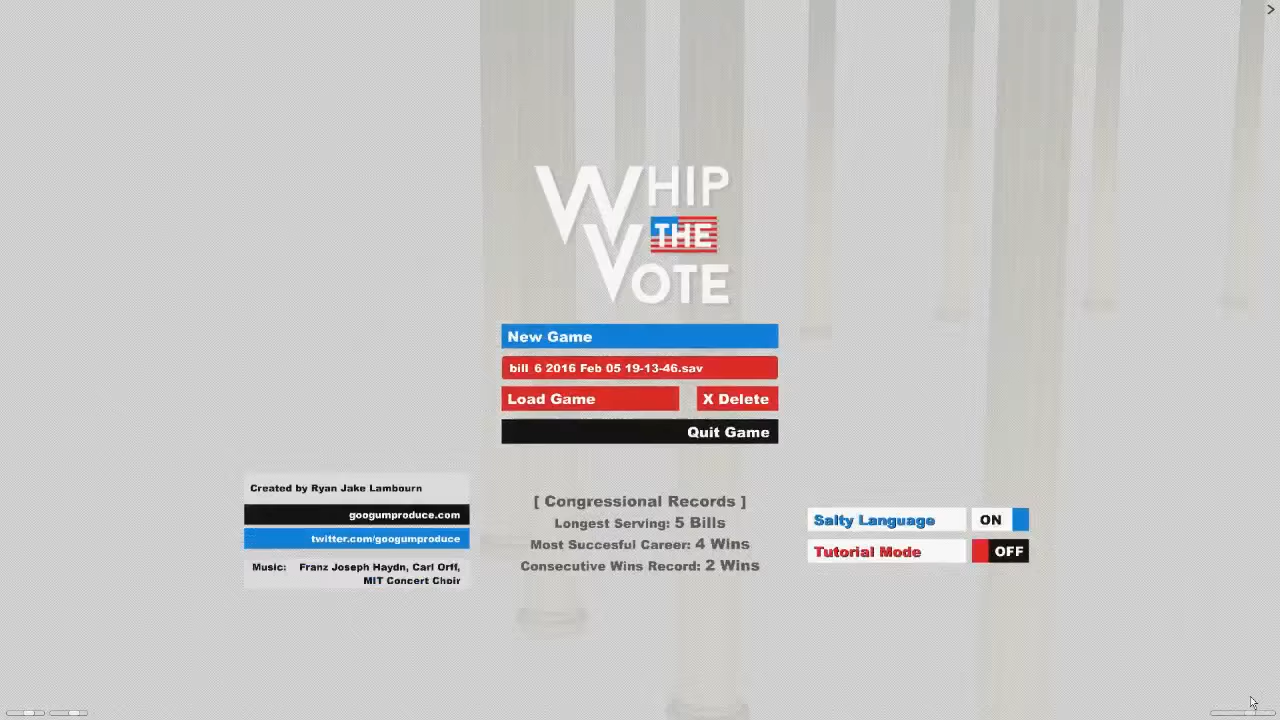 >
WHIP
THE
VOTE
New Game
bill 6 2016 Feb 05 19-13-46.sav
Load Game
X Delete
Quit Game
Created by Ryan Jake Lambourn
googumproduce.com
twitter.com/googumproduce
Music: Franz Joseph Haydn, Carl Orff,
MIT Concert Choir
[ Congressional Records ]
Longest Serving: 5 Bills
Most Succesful Career: 4 Wins
Consecutive Wins Record: 2 Wins
Salty Language ON
Tutorial Mode OFF